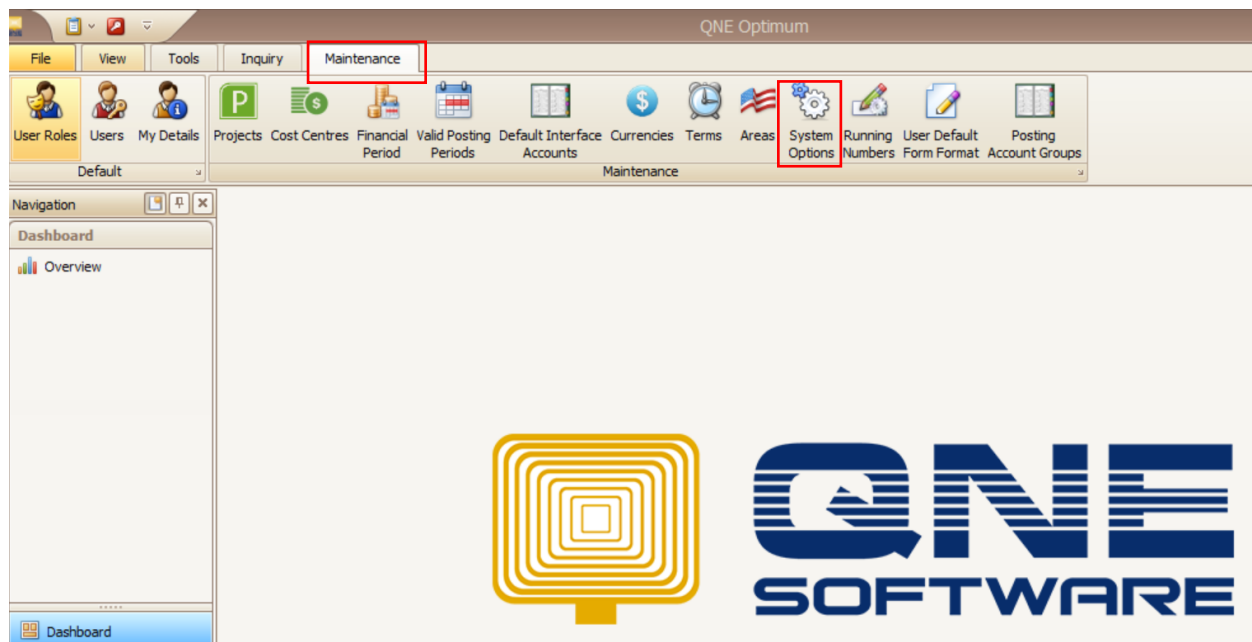 QNE Optimum
File View Tools Inquiry Maintenance
User Roles Users My Details Projects Cost Centres Financial Period Valid Posting Periods Default Interface Accounts Currencies Terms Areas System Options Running Numbers User Default Form Format Posting Account Groups
Default Maintenance
Navigation
Dashboard
Overview
QNE
SOFTWARE
Dashboard